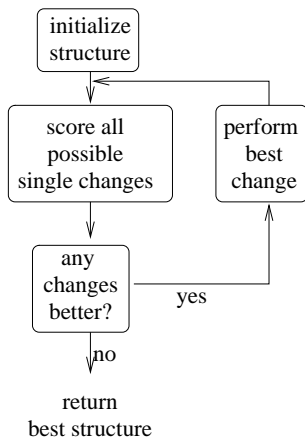 initialize
structure
score all
possible
single changes
perform
best
change
any
changes
better?
yes
no
return
best structure